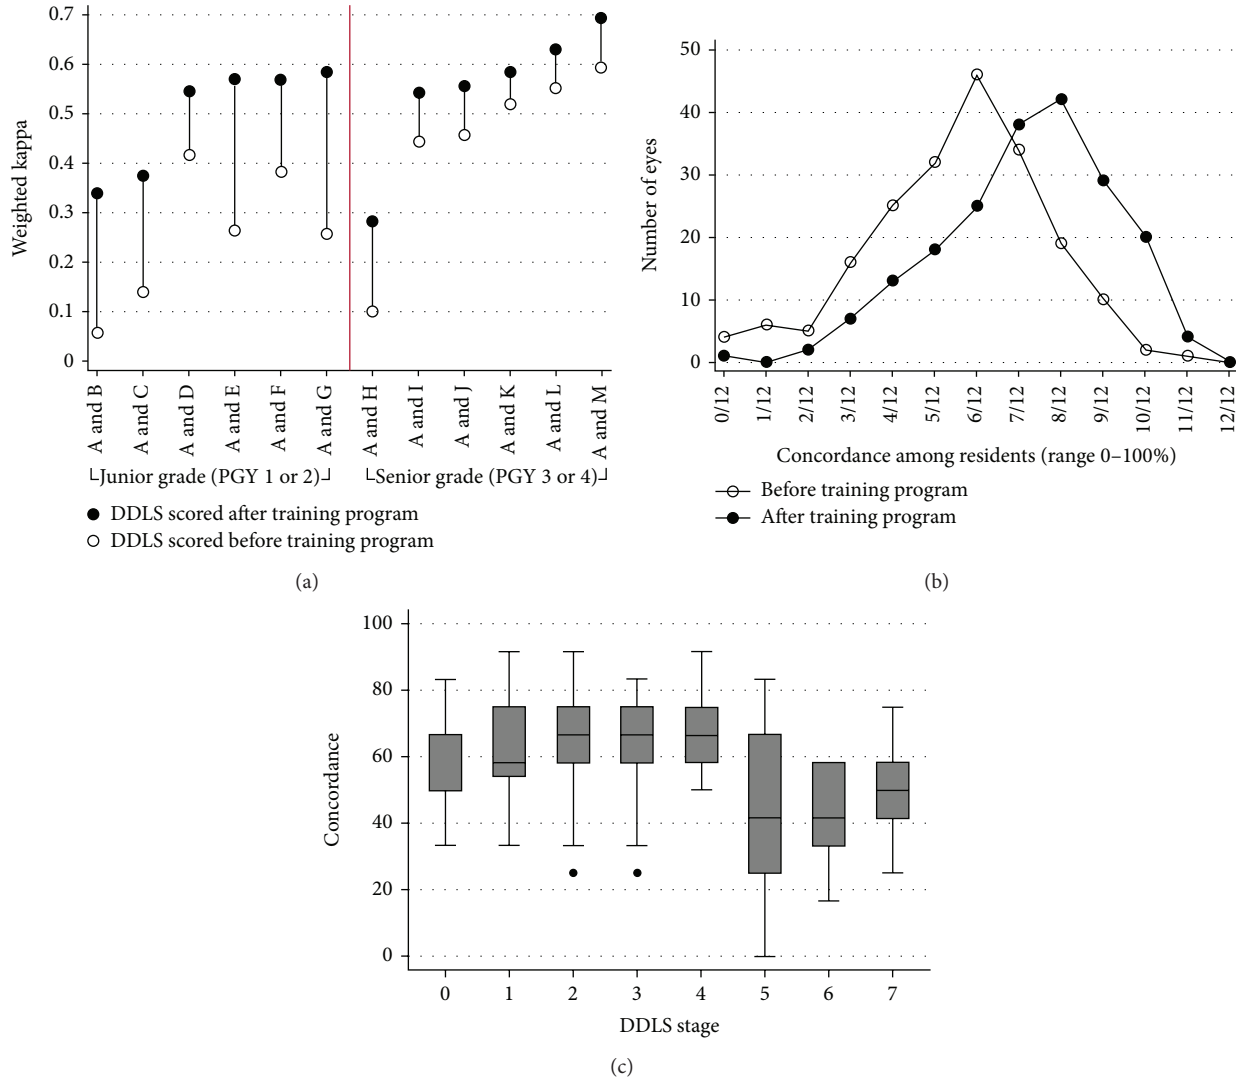 0.7
0.6
0.5
0.4
0.3
0.2
0.1
0
Weighted kappa
A and B
A and C
A and D
A and E
A and F
A and G
A and H
A and I
A and J
A and K
A and L
A and M
Junior grade (PGY 1 or 2)
Senior grade (PGY 3 or 4)
DDLS scored after training program
DDLS scored before training program
(a)
50
40
30
20
10
0
Number of eyes
0/12
1/12
2/12
3/12
4/12
5/12
6/12
7/12
8/12
9/12
10/12
11/12
12/12
Concordance among residents (range 0–100%)
Before training program
After training program
(b)
100
80
60
40
20
0
Concordance
0 1 2 3 4 5 6 7
DDLS stage
(c)